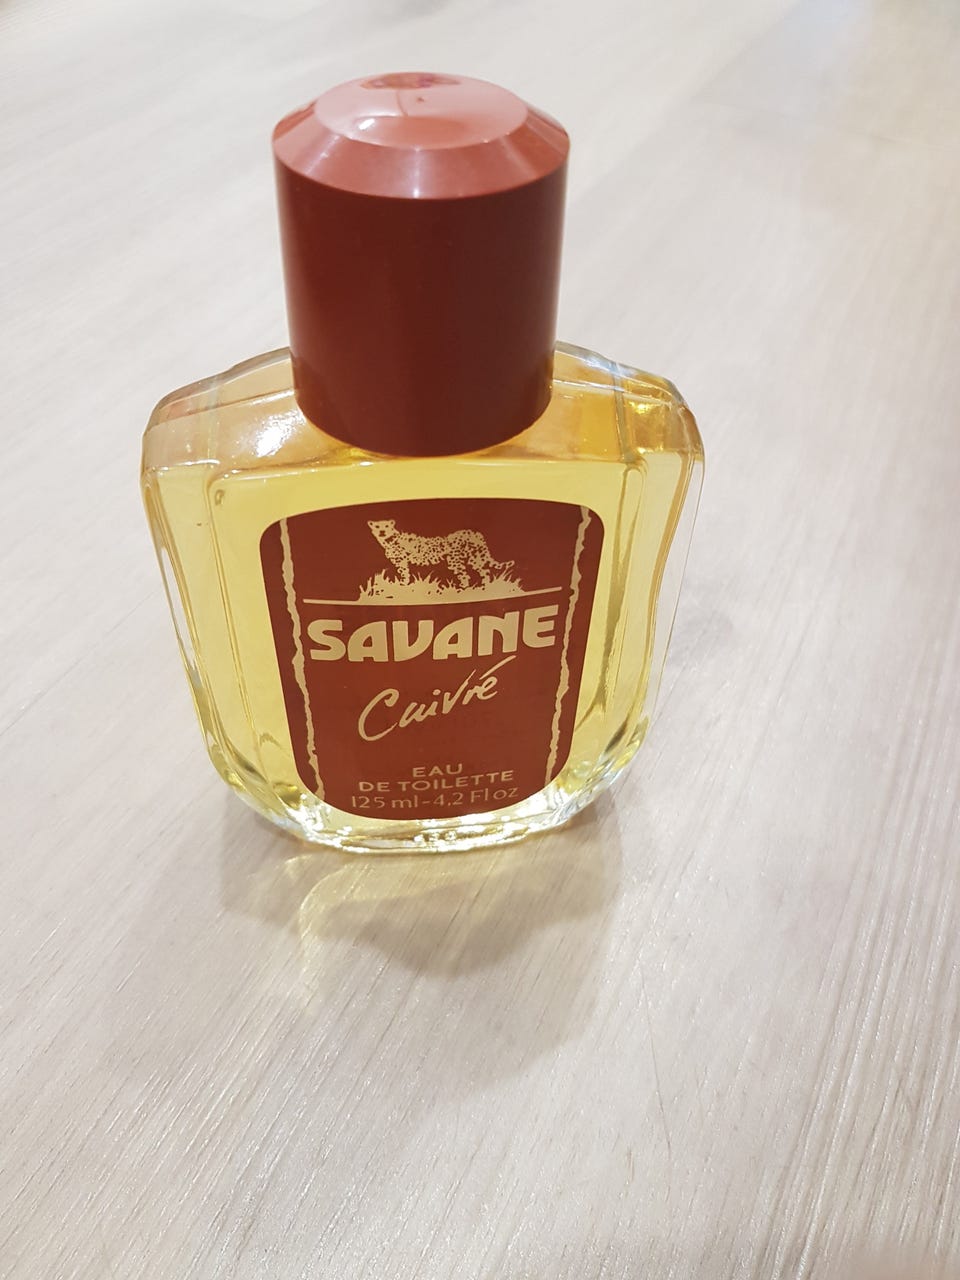 SAVANE
Cuivré
EAU
DE TOILETTE
125 ml-4,2 Fl oz